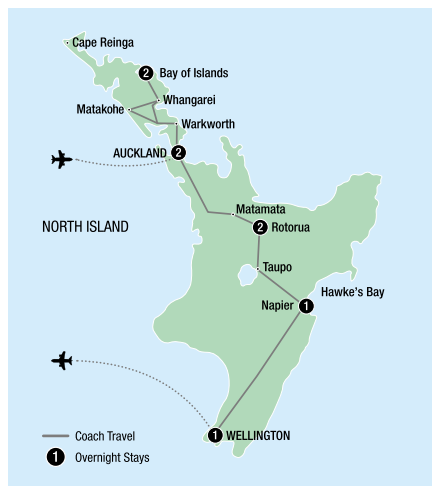 Cape Reinga
2
Bay of Islands
Whangarei
Matakohe
Warkworth
AUCKLAND
2
Matamata
NORTH ISLAND
2
Rotorua
Taupo
Hawke's Bay
Napier
1
1
WELLINGTON
Coach Travel
1
Overnight Stays